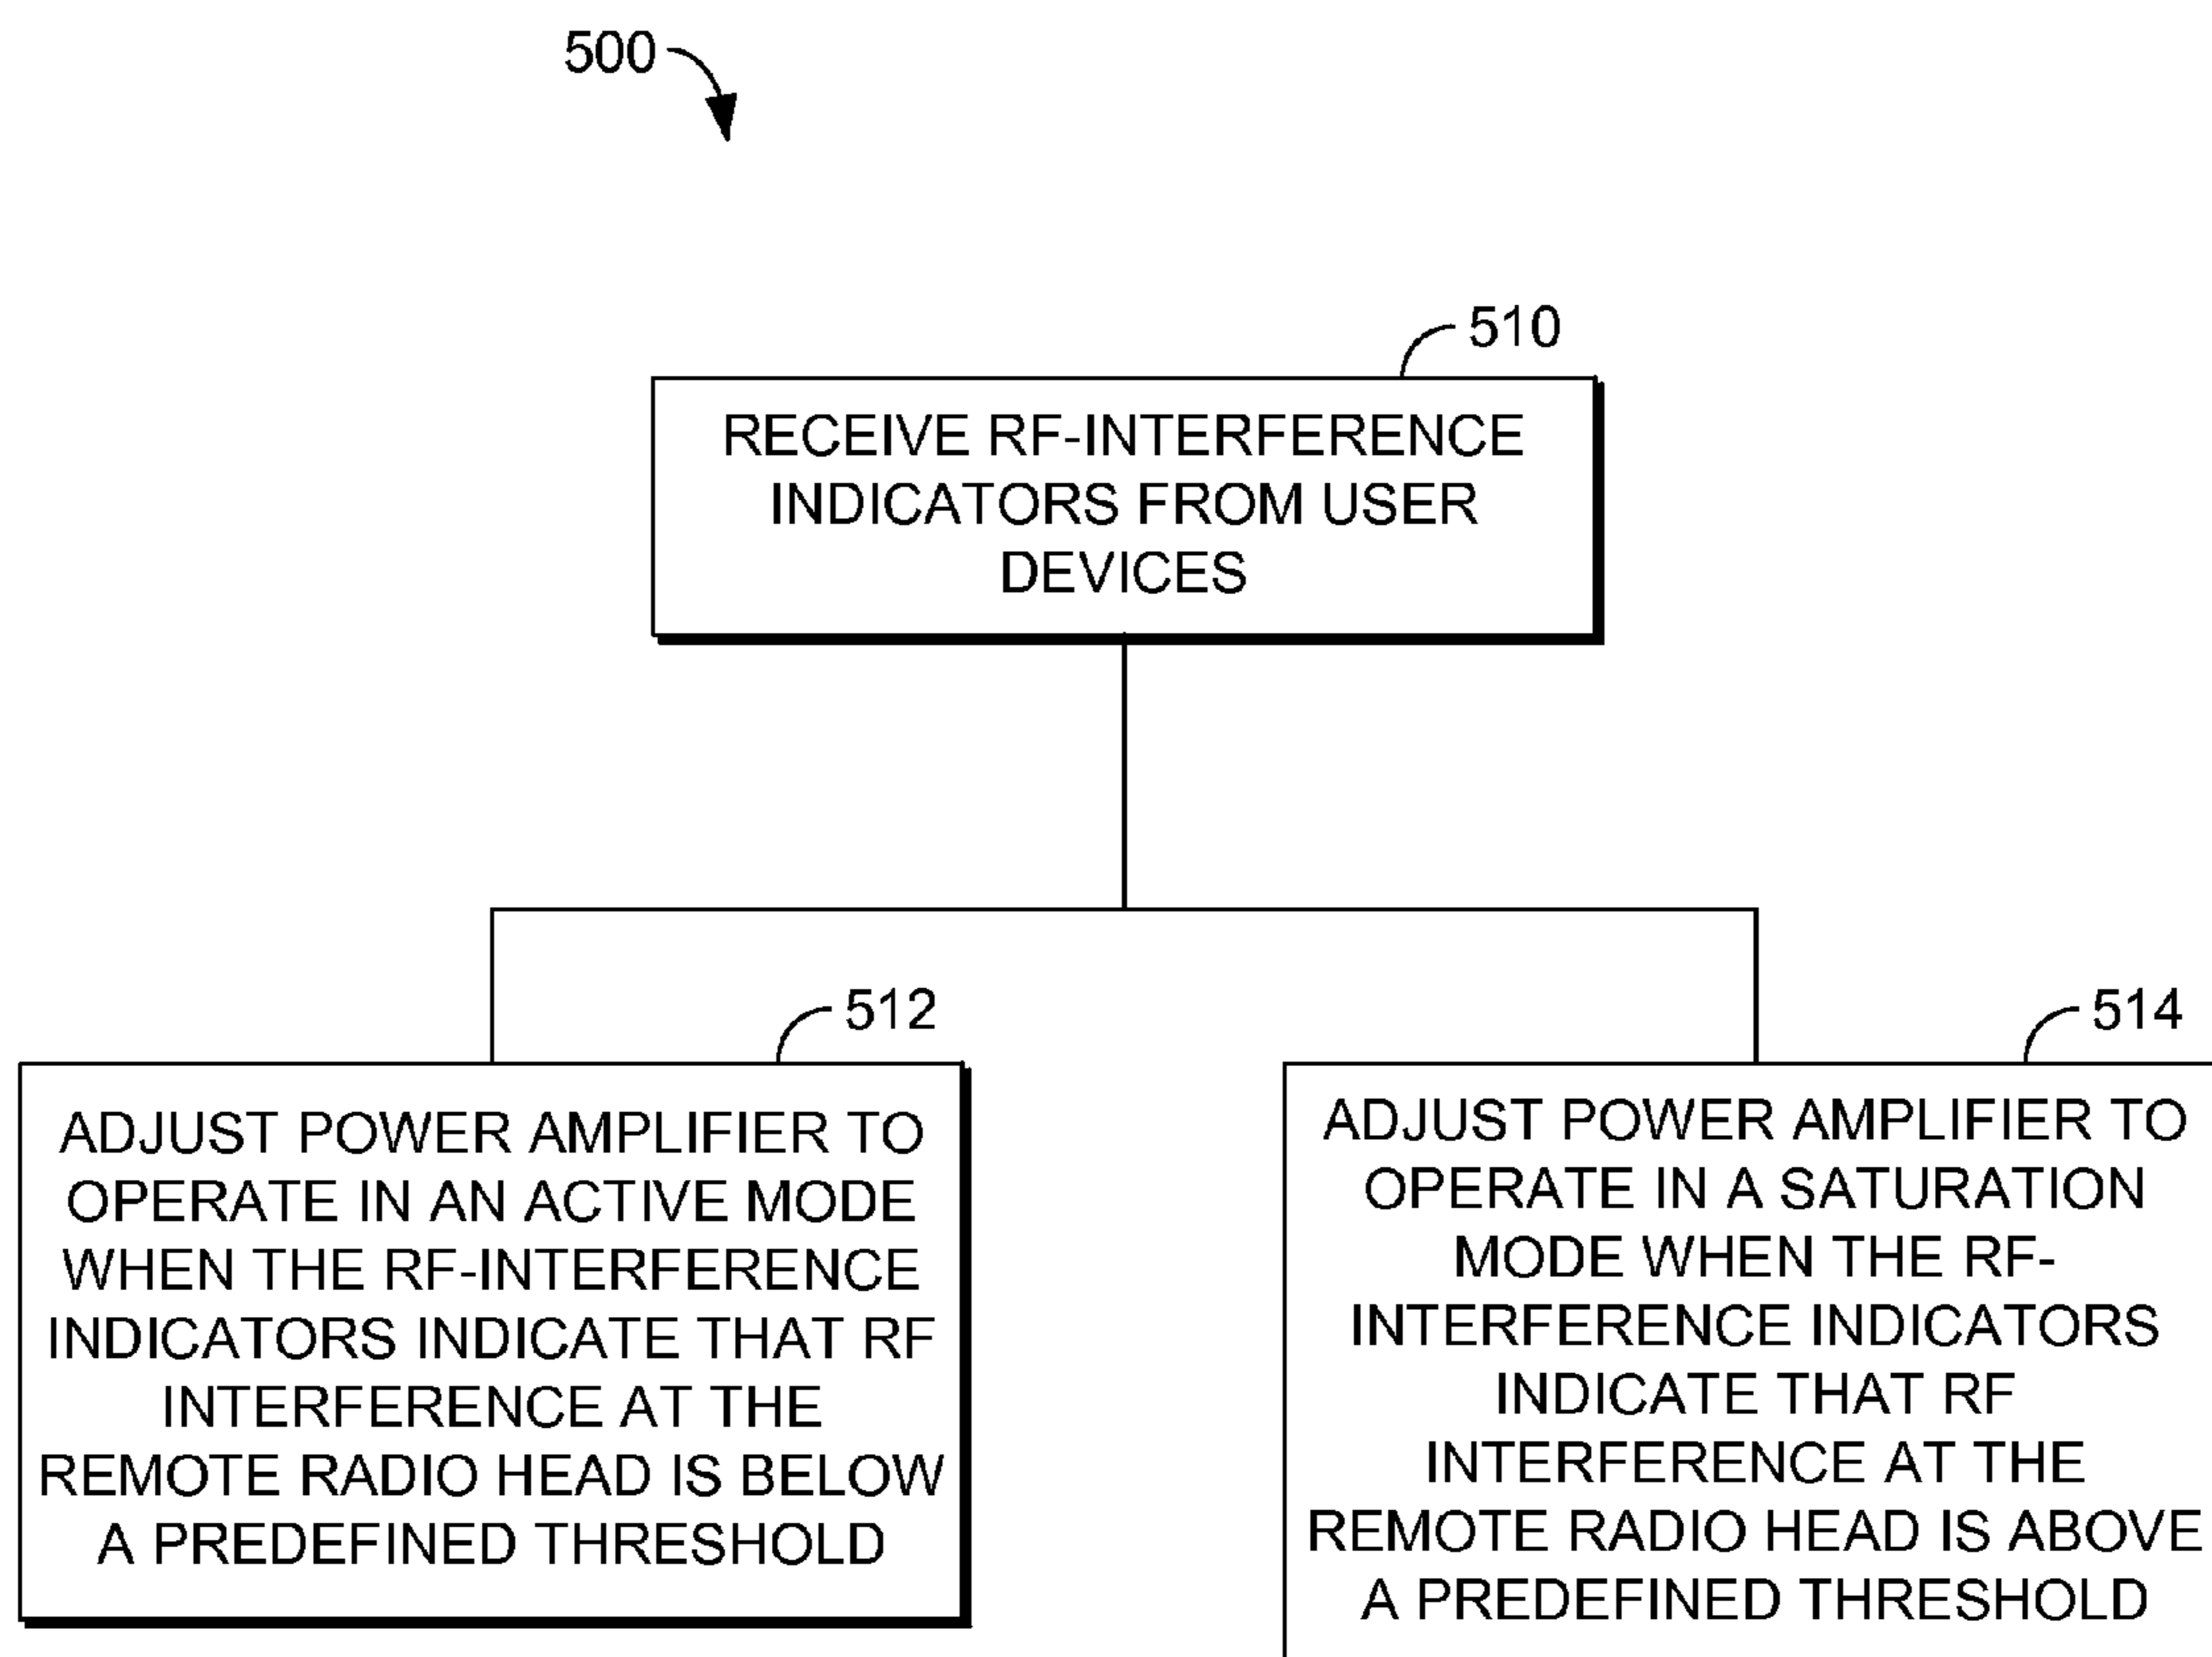 500
510
RECEIVE RF-INTERFERENCE
INDICATORS FROM USER
DEVICES
512
ADJUST POWER AMPLIFIER TO
OPERATE IN AN ACTIVE MODE
WHEN THE RF-INTERFERENCE
INDICATORS INDICATE THAT RF
INTERFERENCE AT THE
REMOTE RADIO HEAD IS BELOW
A PREDEFINED THRESHOLD
514
ADJUST POWER AMPLIFIER TO
OPERATE IN A SATURATION
MODE WHEN THE RF-
INTERFERENCE INDICATORS
INDICATE THAT RF
INTERFERENCE AT THE
REMOTE RADIO HEAD IS ABOVE
A PREDEFINED THRESHOLD